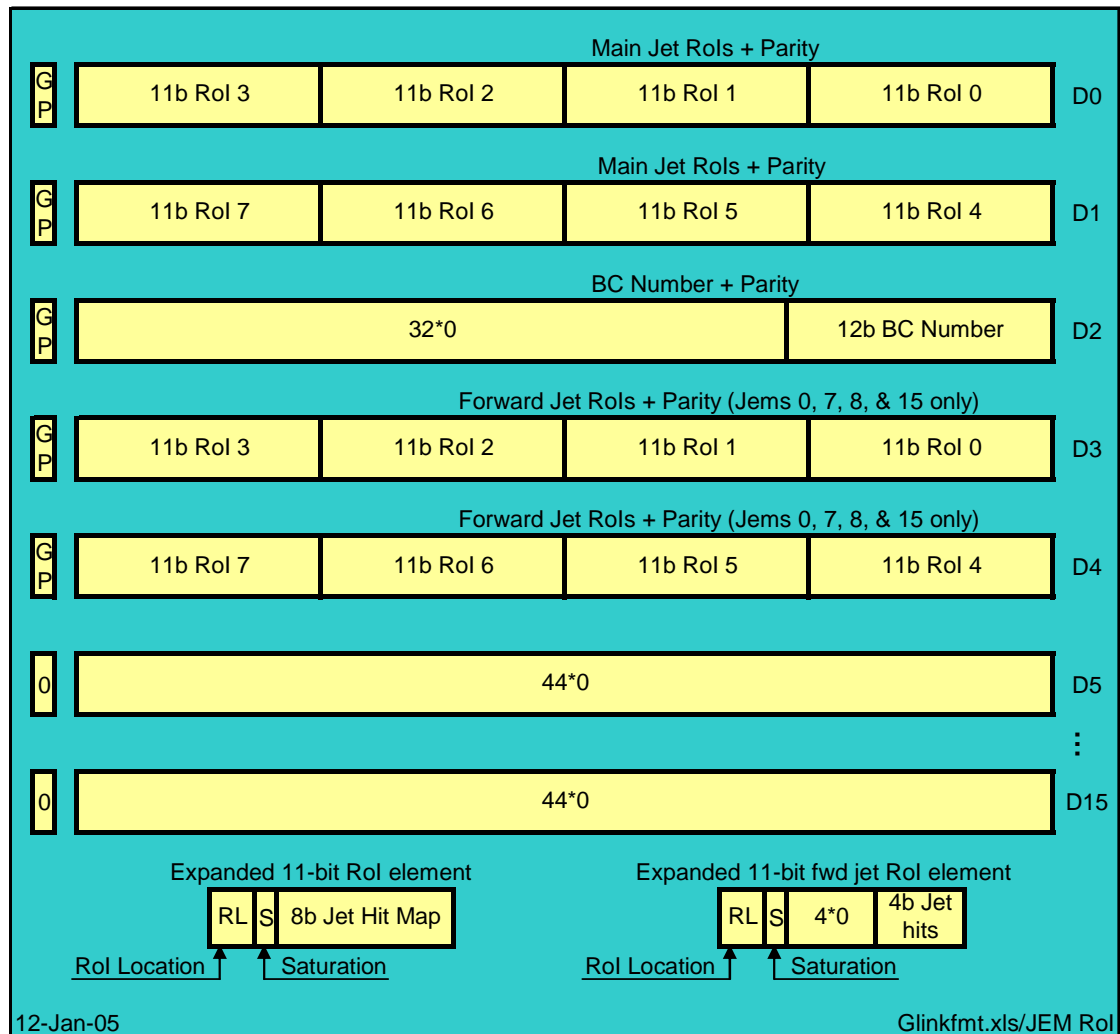 Main Jet RoIs + Parity
G P 11b RoI 3 11b RoI 2 11b RoI 1 11b RoI 0 D0
Main Jet RoIs + Parity
G P 11b RoI 7 11b RoI 6 11b RoI 5 11b RoI 4 D1
BC Number + Parity
G P 32*0 12b BC Number D2
Forward Jet RoIs + Parity (Jems 0, 7, 8, & 15 only)
G P 11b RoI 3 11b RoI 2 11b RoI 1 11b RoI 0 D3
Forward Jet RoIs + Parity (Jems 0, 7, 8, & 15 only)
G P 11b RoI 7 11b RoI 6 11b RoI 5 11b RoI 4 D4
0 44*0 D5
...
0 44*0 D15
Expanded 11-bit RoI element
RL S 8b Jet Hit Map
RoI Location Saturation
Expanded 11-bit fwd jet RoI element
RL S 4*0 4b Jet hits
RoI Location Saturation
12-Jan-05
Glinkfmt.xls/JEM RoI